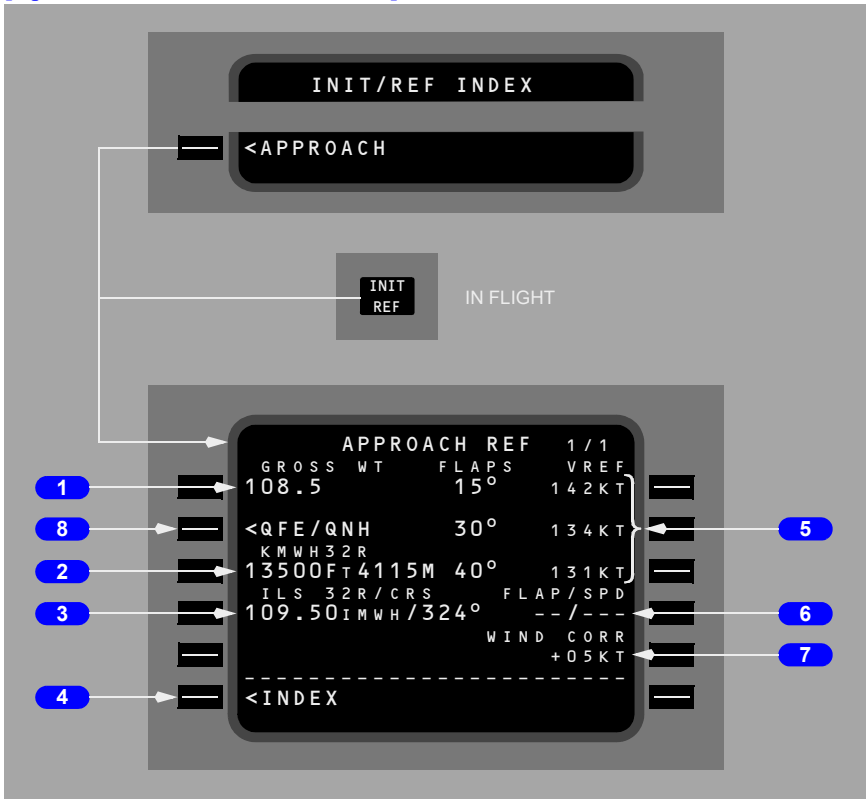 INIT/REF INDEX
<APPROACH
INIT
REF
IN FLIGHT
APPROACH REF 1/1
GROSS WT FLAPS VREF
1 108.5 15° 142KT
8 <QFE/QNH 30° 134KT 5
KMWH32R
2 13500FT4115M 40° 131KT
ILS 32R/CRS FLAP/SPD
3 109.50IMWH/324° --/--- 6
WIND CORR
+05KT 7
------------------------
4 <INDEX